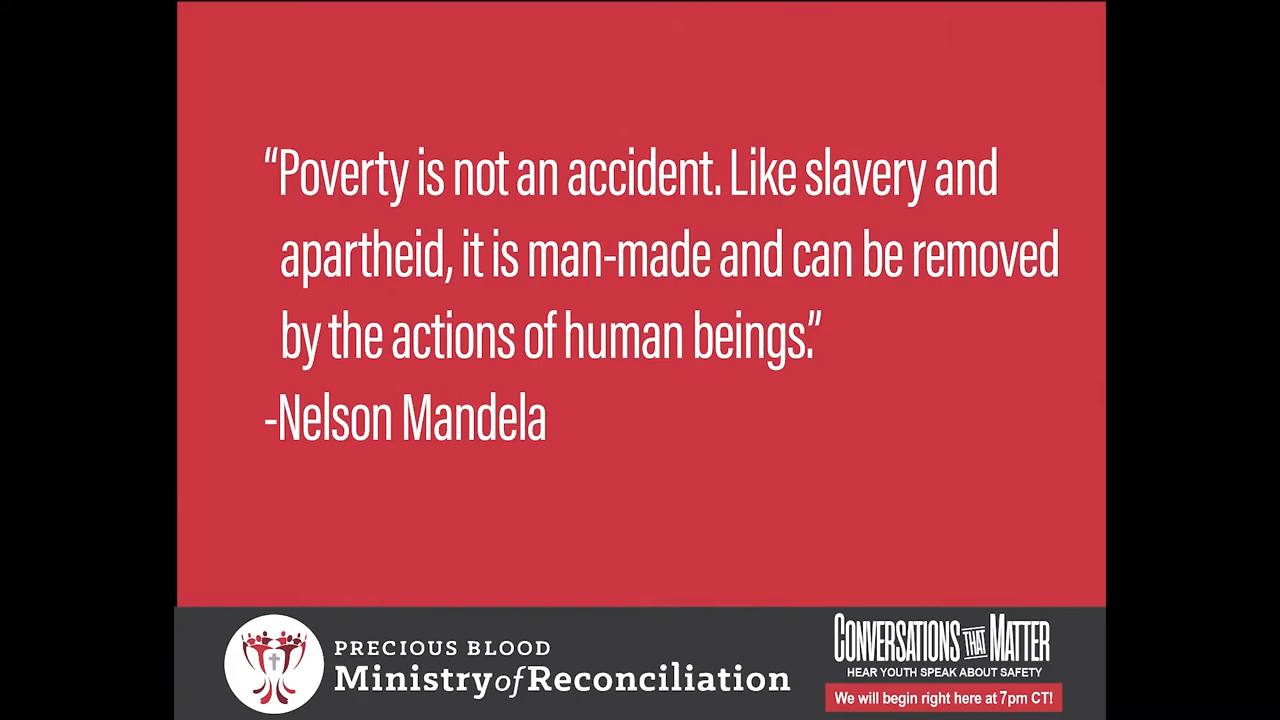 “Poverty is not an accident. Like slavery and
apartheid, it is man-made and can be removed
by the actions of human beings.”
-Nelson Mandela
PRECIOUS BLOOD
Ministry of Reconciliation
CONVERSATIONS THAT MATTER
HEAR YOUTH SPEAK ABOUT SAFETY
We will begin right here at 7pm CT!